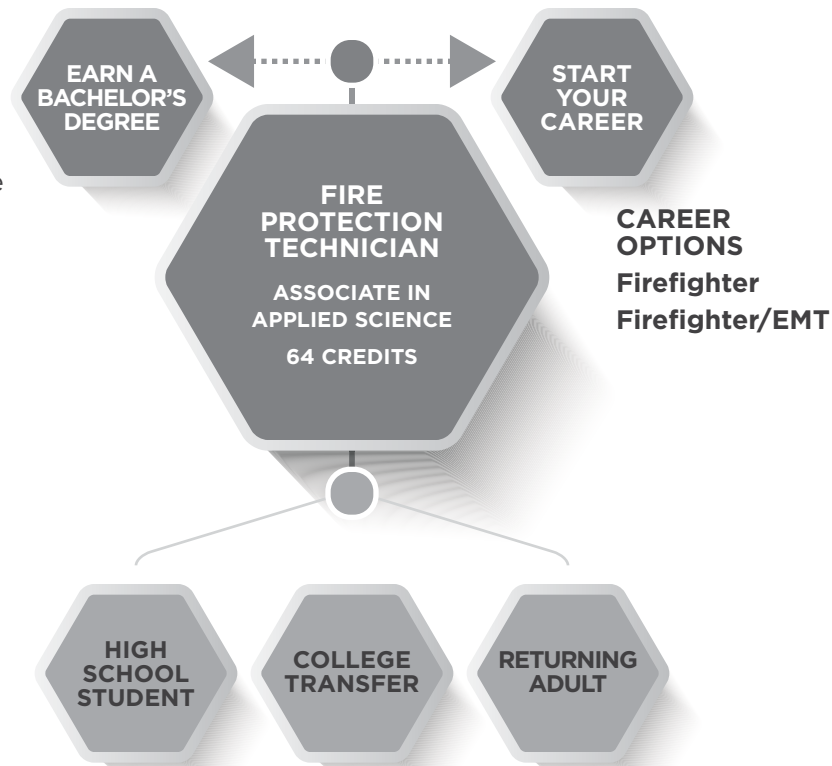 EARN A
BACHELOR'S
DEGREE
START
YOUR
CAREER
e
FIRE
PROTECTION
TECHNICIAN
ASSOCIATE IN
APPLIED SCIENCE
64 CREDITS
CAREER
OPTIONS
Firefighter
Firefighter/EMT
HIGH
SCHOOL
STUDENT
COLLEGE
TRANSFER
RETURNING
ADULT